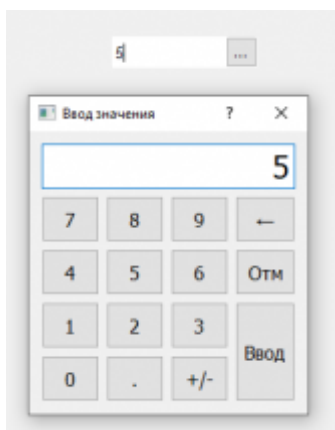 5 ...
Ввод значения ? ×
5
7 8 9 ←
4 5 6 Отм
1 2 3
Ввод
0 . +/-